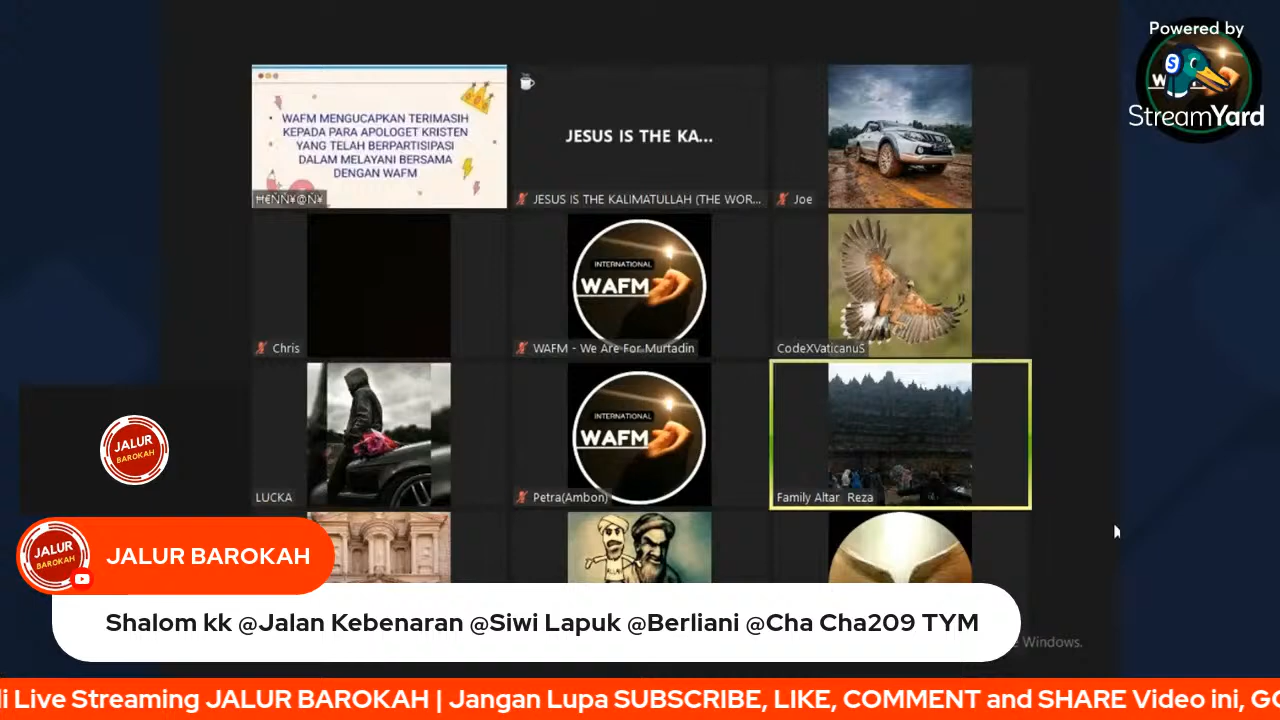 Powered by
StreamYard
WAFM MENGUCAPKAN TERIMASIH
KEPADA PARA APOLOGET KRISTEN
YANG TELAH BERPARTISIPASI
DALAM MELAYANI BERSAMA
DENGAN WAFM
ĦɆNN¥@N¥
JESUS IS THE KA...
JESUS IS THE KALIMATULLAH (THE WOR...
Joe
Chris
INTERNATIONAL
WAFM
WAFM - We Are For Murtadin
CodeXVaticanuS
LUCKA
INTERNATIONAL
WAFM
Petra(Ambon)
Family Altar Reza
JALUR
BAROKAH
JALUR
BAROKAH
JALUR BAROKAH
Shalom kk @Jalan Kebenaran @Siwi Lapuk @Berliani @Cha Cha209 TYM
Windows.
Live Streaming JALUR BAROKAH | Jangan Lupa SUBSCRIBE, LIKE, COMMENT and SHARE Video ini,